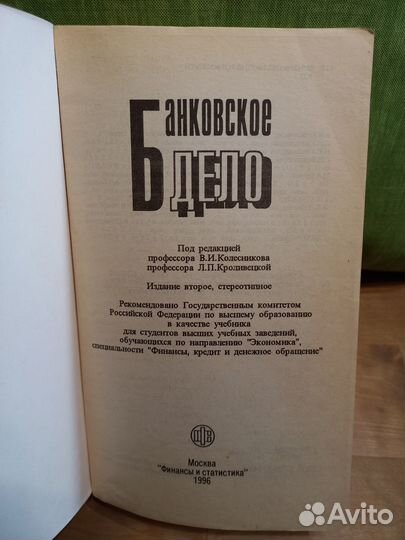 Банковское
дело
Под редакцией
профессора В.И.Колесникова
профессора Л.П.Кроливецкой
Издание второе, стереотипное
Рекомендовано Государственным комитетом
Российской Федерации по высшему образованию
в качестве учебника
для студентов высших учебных заведений,
обучающихся по направлению "Экономика",
специальности "Финансы, кредит и денежное обращение"
Москва
"Финансы и статистика"
1996
Avito